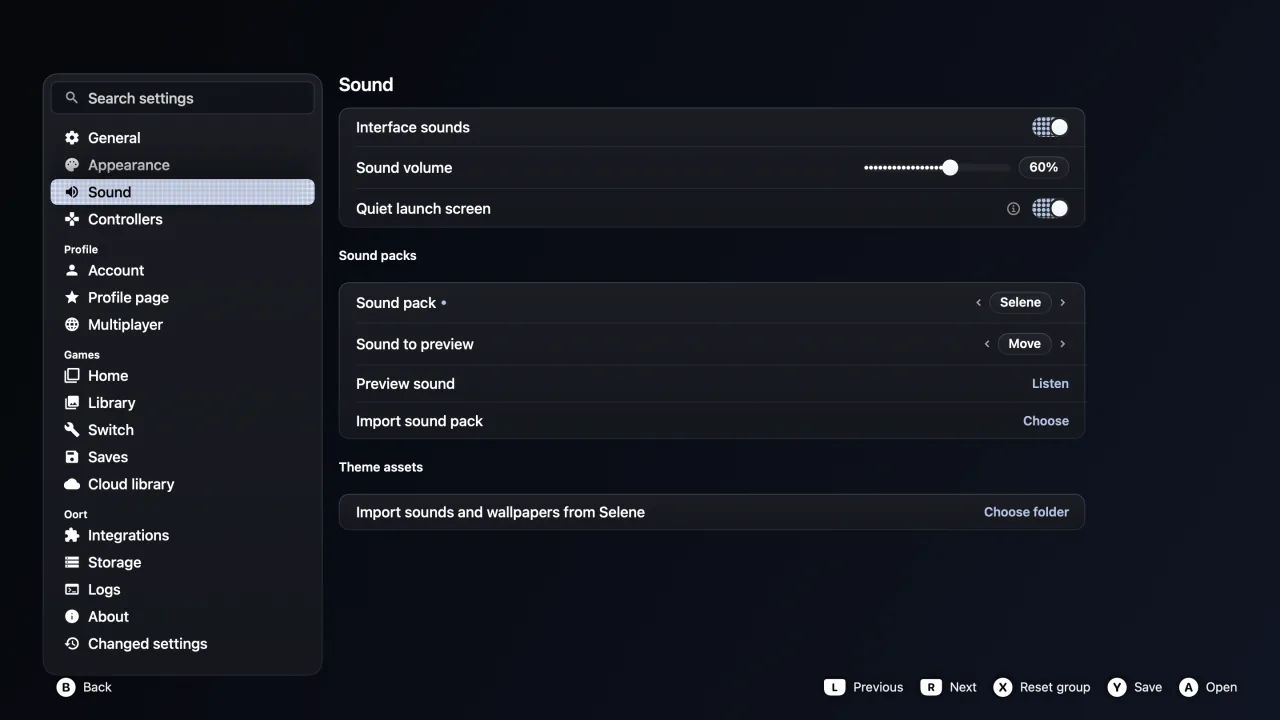 Search settings
General
Appearance
Sound
Controllers
Profile
Account
Profile page
Multiplayer
Games
Home
Library
Switch
Saves
Cloud library
Oort
Integrations
Storage
Logs
About
Changed settings
Sound
Interface sounds
Sound volume 60%
Quiet launch screen
Sound packs
Sound pack • Selene
Sound to preview Move
Preview sound Listen
Import sound pack Choose
Theme assets
Import sounds and wallpapers from Selene Choose folder
B Back L Previous R Next X Reset group Y Save A Open